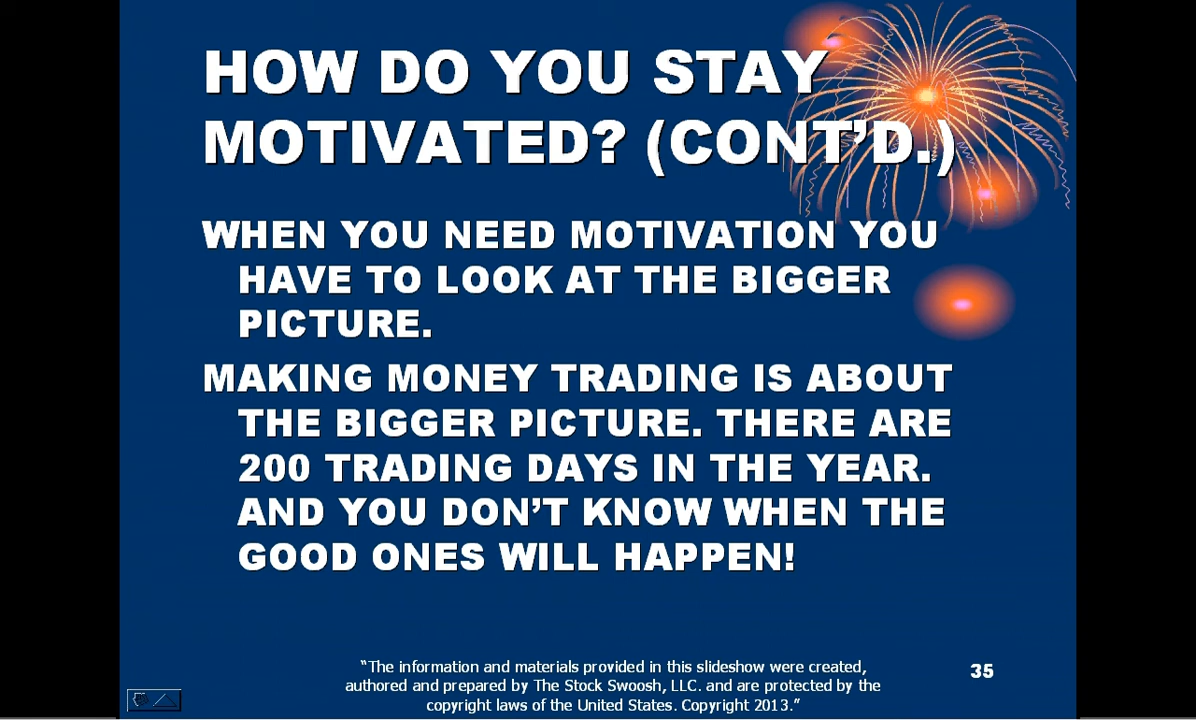 HOW DO YOU STAY
MOTIVATED? (CONT’D.)
WHEN YOU NEED MOTIVATION YOU
HAVE TO LOOK AT THE BIGGER
PICTURE.
MAKING MONEY TRADING IS ABOUT
THE BIGGER PICTURE. THERE ARE
200 TRADING DAYS IN THE YEAR.
AND YOU DON’T KNOW WHEN THE
GOOD ONES WILL HAPPEN!
“The information and materials provided in this slideshow were created,
authored and prepared by The Stock Swoosh, LLC. and are protected by the
copyright laws of the United States. Copyright 2013.”
35